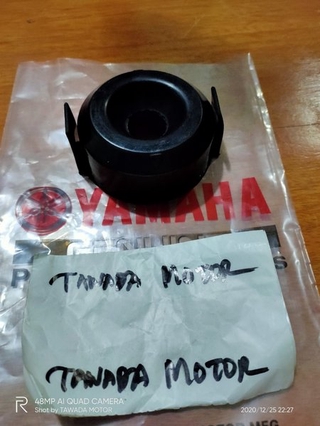 YAMAHA
TAWADA MOTOR
TAWADA MOTOR
48MP AI QUAD CAMERA
Shot by TAWADA MOTOR
2020/12/25 22:27